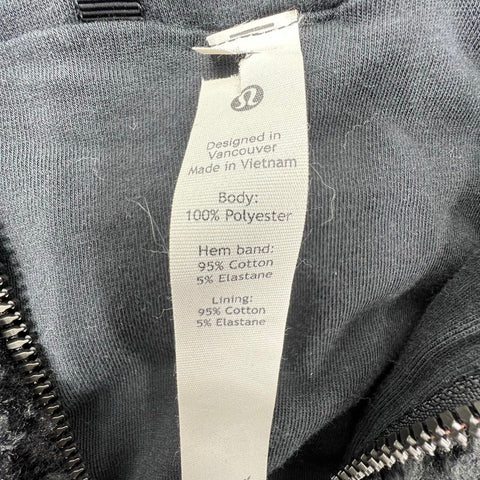 Designed in
Vancouver
Made in Vietnam
Body:
100% Polyester
Hem band:
95% Cotton
5% Elastane
Lining:
95% Cotton
5% Elastane